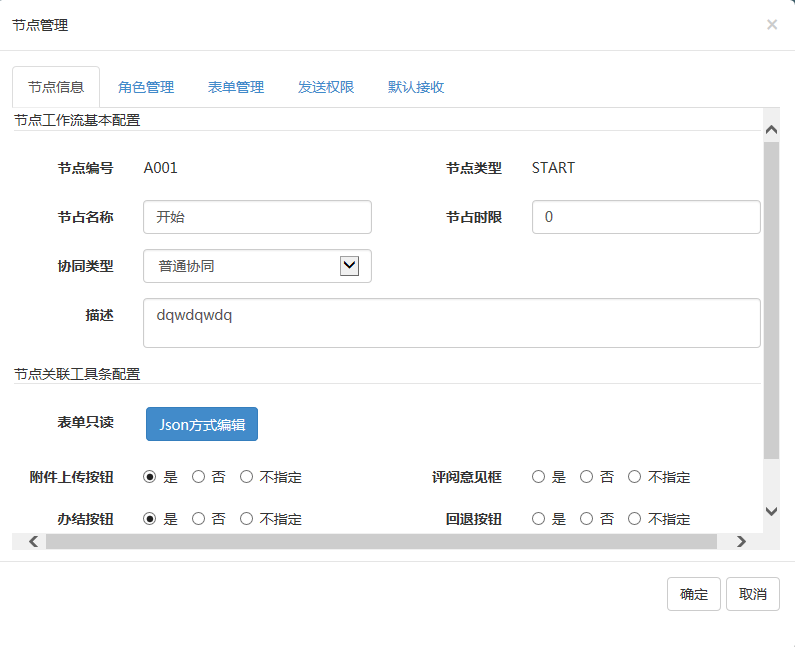 节点管理 ×
节点信息 角色管理 表单管理 发送权限 默认接收
节点工作流基本配置
节点编号 A001 节点类型 START
节点名称 开始 节点时限 0
协同类型 普通协同
描述 dqwdqwdq
节点关联工具条配置
表单只读 Json方式编辑
附件上传按钮 是 否 不指定 评阅意见框 是 否 不指定
办结按钮 是 否 不指定 回退按钮 是 否 不指定
确定 取消